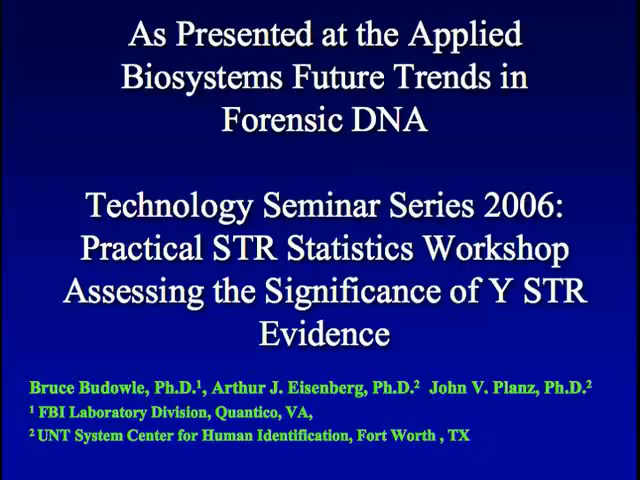 As Presented at the Applied
Biosystems Future Trends in
Forensic DNA
Technology Seminar Series 2006:
Practical STR Statistics Workshop
Assessing the Significance of Y STR
Evidence
Bruce Budowle, Ph.D.¹, Arthur J. Eisenberg, Ph.D.² John V. Planz, Ph.D.²
¹ FBI Laboratory Division, Quantico, VA,
² UNT System Center for Human Identification, Fort Worth , TX